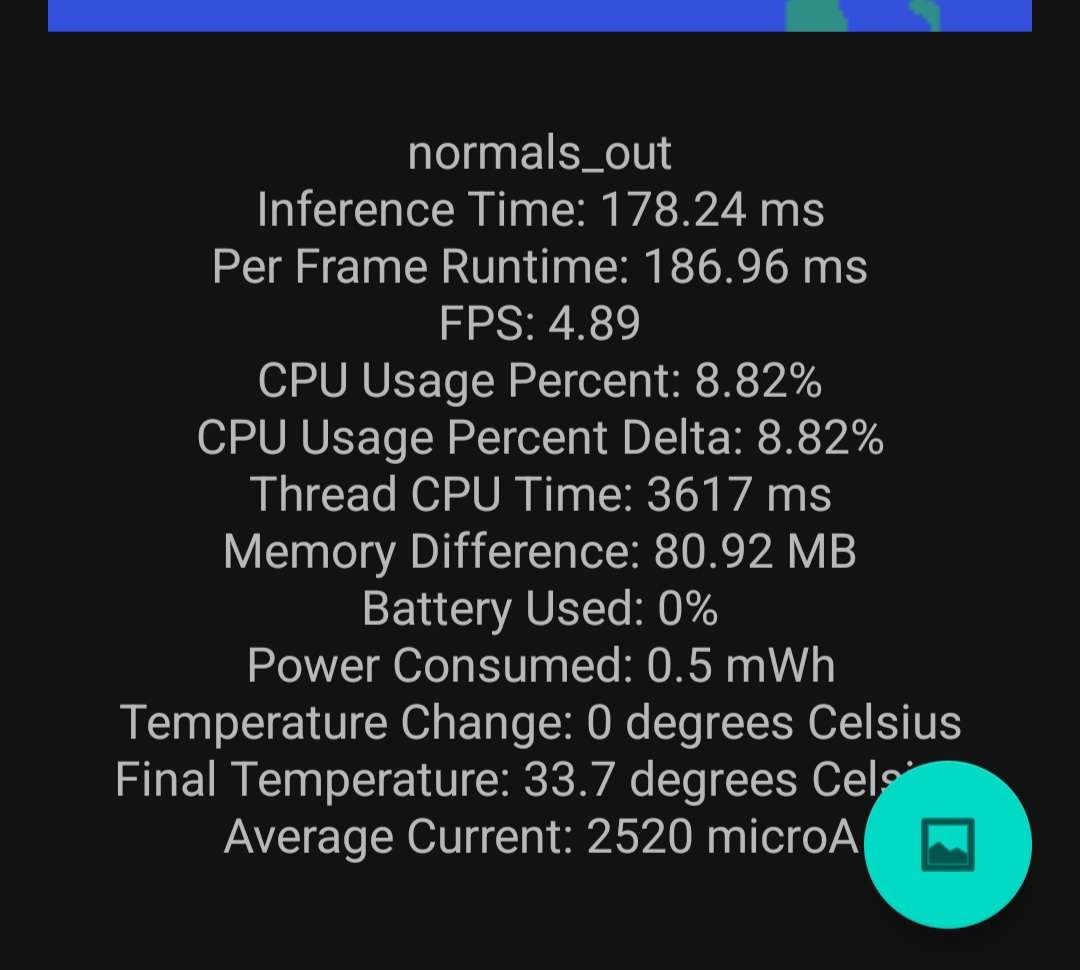 normals_out
Inference Time: 178.24 ms
Per Frame Runtime: 186.96 ms
FPS: 4.89
CPU Usage Percent: 8.82%
CPU Usage Percent Delta: 8.82%
Thread CPU Time: 3617 ms
Memory Difference: 80.92 MB
Battery Used: 0%
Power Consumed: 0.5 mWh
Temperature Change: 0 degrees Celsius
Final Temperature: 33.7 degrees
Average Current: 2520 microA